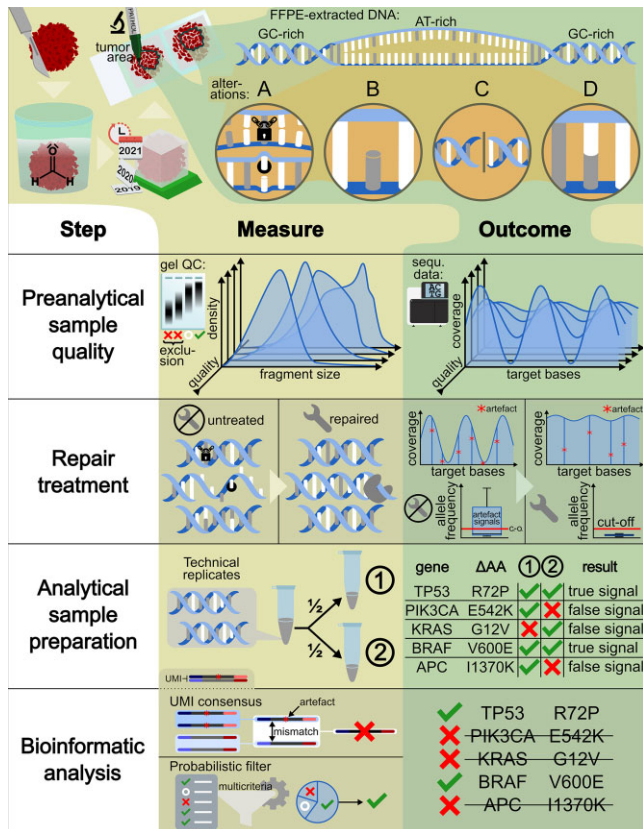 FFPE-extracted DNA:
PRITMOL
tumor
area
GC-rich
AT-rich
GC-rich
alter-
ations:
A
B
C
D
O
H
H
2021
2020
2019
Step
Measure
Outcome
Preanalytical
sample
quality
gel QC:
exclu-
sion
density
quality
fragment size
sequ.
data:
coverage
quality
target bases
Repair
treatment
untreated
repaired
coverage
*artefact
target bases
*artefact
target bases
allele
frequency
artefact
signals
c.-o.
allele
frequency
cut-off
Analytical
sample
preparation
Technical
replicates
½
½
1
2
UMI
gene ΔAA 1 2 result
TP53 R72P ✓ ✓ true signal
PIK3CA E542K ✓ ✗ false signal
KRAS G12V ✗ ✓ false signal
BRAF V600E ✓ ✓ true signal
APC I1370K ✓ ✗ false signal
Bioinformatic
analysis
UMI consensus
artefact
mismatch
Probabilistic filter
multicriteria
✓ TP53 R72P
✗ PIK3CA E542K
✗ KRAS G12V
✓ BRAF V600E
✗ APC I1370K